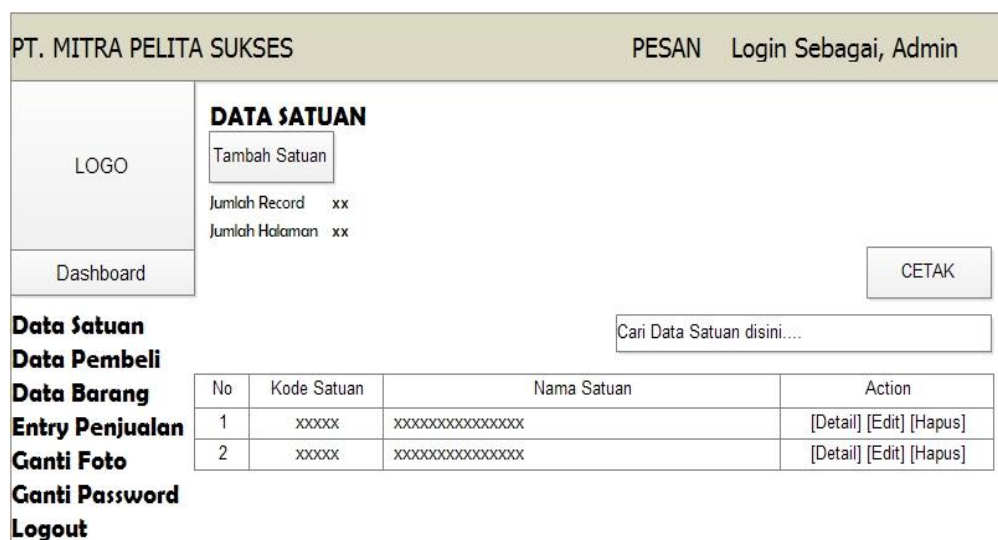 PT. MITRA PELITA SUKSES PESAN Login Sebagai, Admin
LOGO
Dashboard
Data Satuan
Data Pembeli
Data Barang
Entry Penjualan
Ganti Foto
Ganti Password
Logout
DATA SATUAN
Tambah Satuan
Jumlah Record xx
Jumlah Halaman xx
CETAK
Cari Data Satuan disini....
No Kode Satuan Nama Satuan Action
1 xxxxx xxxxxxxxxxxxxxx [Detail] [Edit] [Hapus]
2 xxxxx xxxxxxxxxxxxxxx [Detail] [Edit] [Hapus]